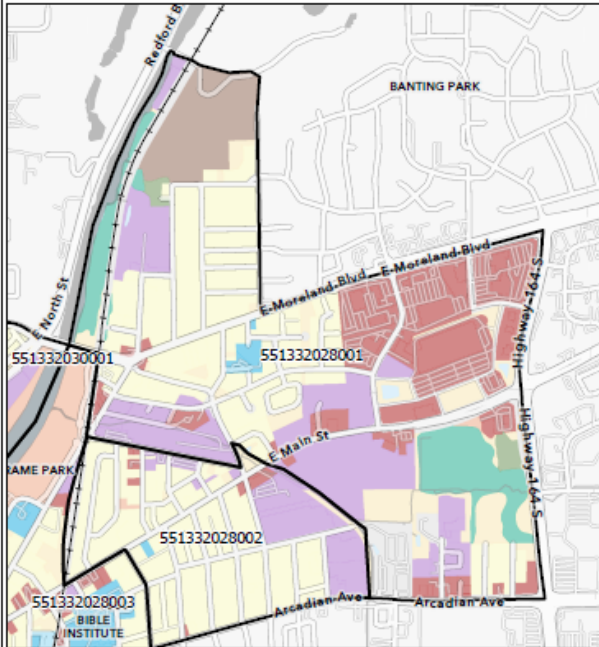 Redford B
BANTING PARK
E Moreland Blvd
E Moreland Blvd
E North St
Highway 164 S
551332030001
551332028001
Highway 164 S
E Main St
RAME PARK
551332028002
551332028003
BIBLE
INSTITUTE
Arcadian Ave
Arcadian Ave